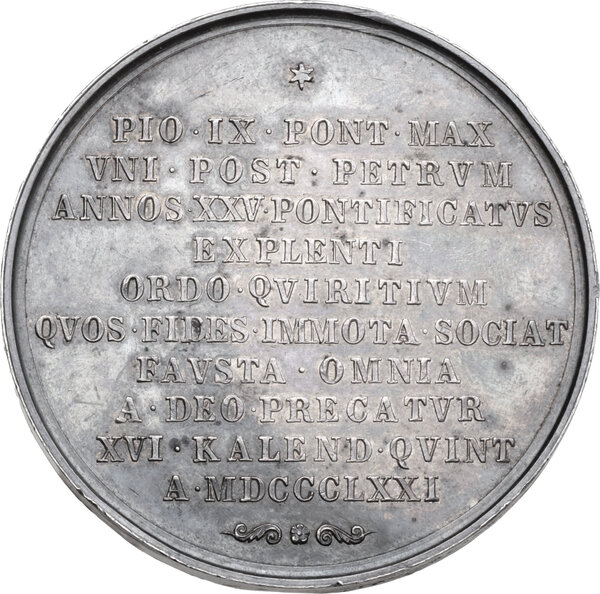 PIO · IX · PONT · MAX
VNI · POST · PETRVM
ANNOS · XXV · PONTIFICATVS
EXPLENTI
ORDO · QVIRITIVM
QVOS · FIDES · IMMOTA · SOCIAT
FAVSTA · OMNIA
A · DEO · PRECATVR
XVI · KALEND · QVINT
A · MDCCCLXXI